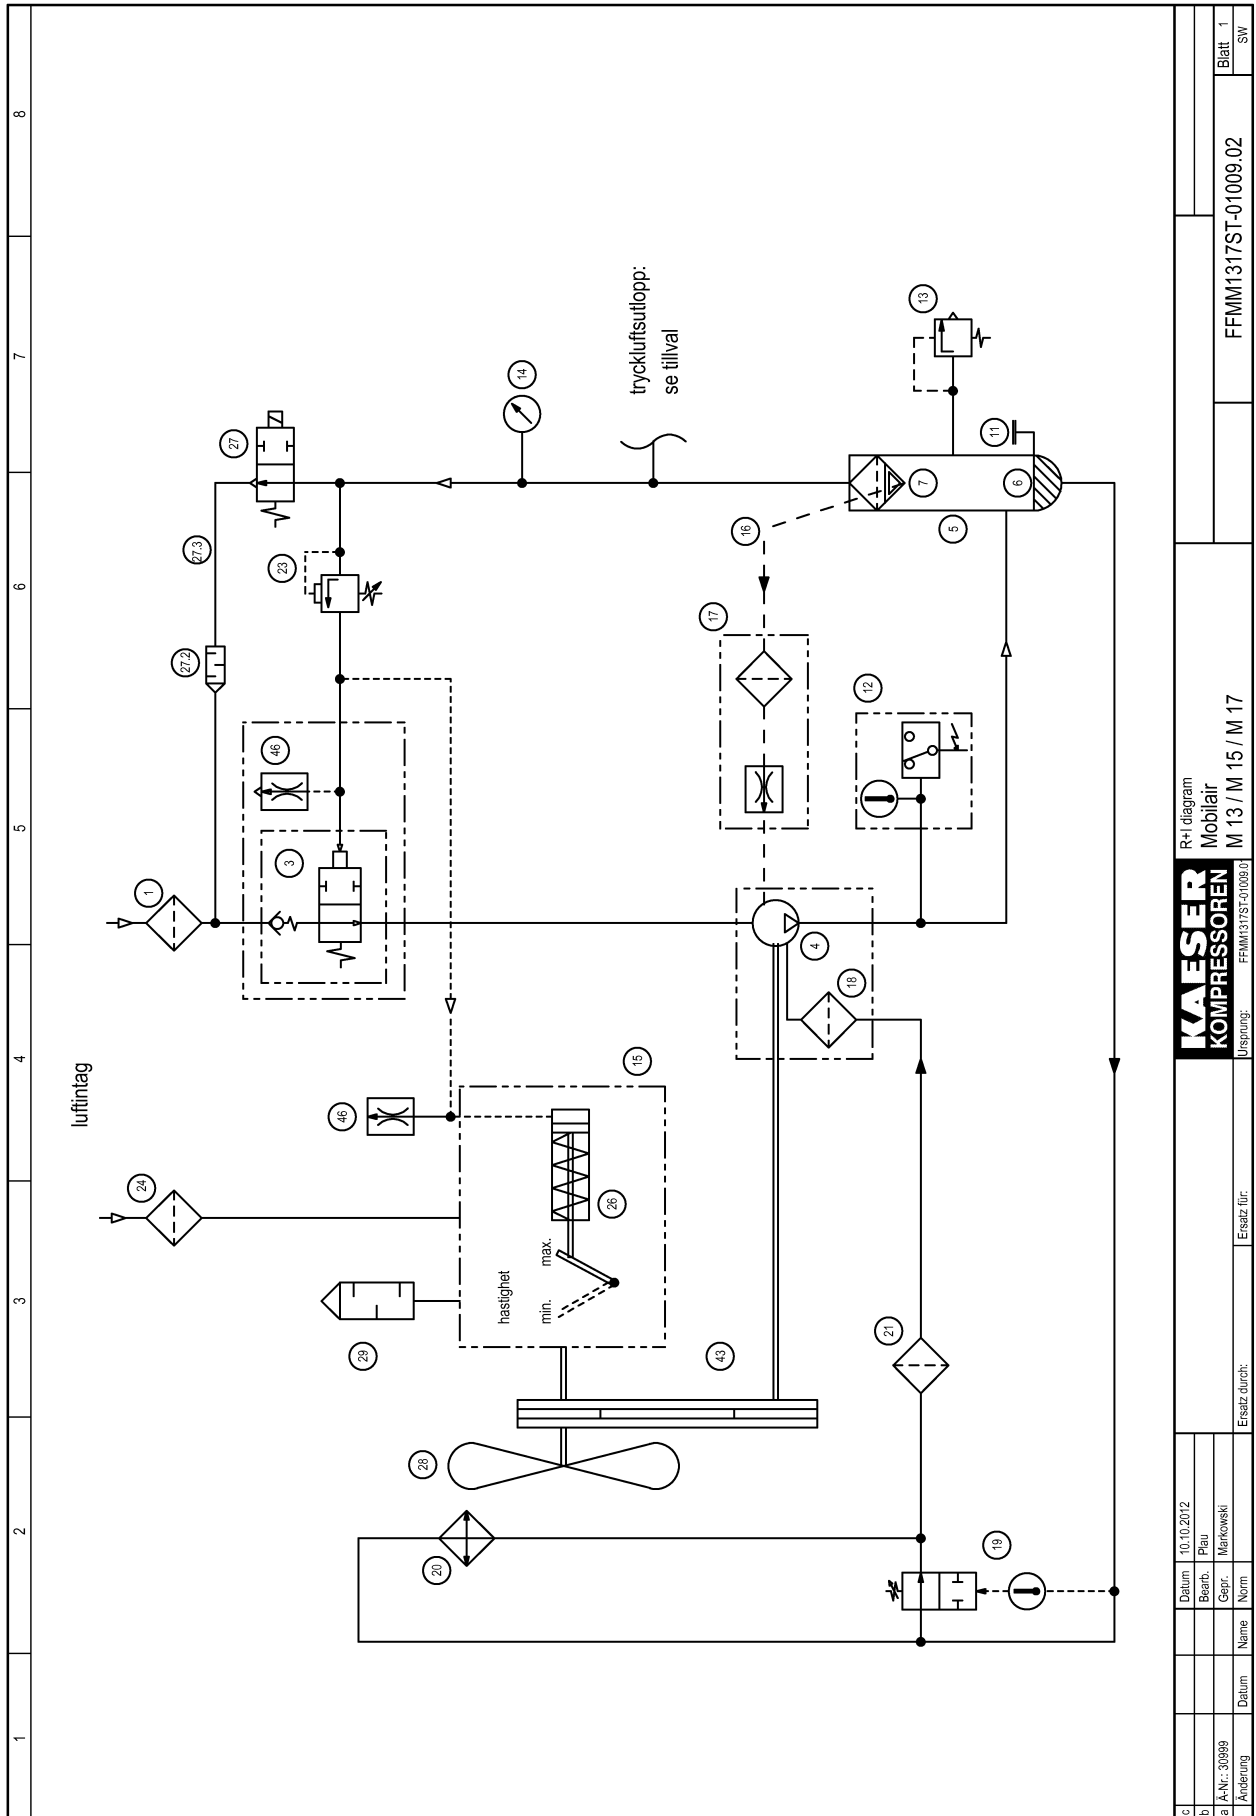 1
2
3
4
5
6
7
8
luftintag
24
1
27.2
27.3
27
29
46
3
46
23
28
20
hastighet
min.
max.
26
15
14
tryckluftsutlopp:
se tillval
43
4
18
17
16
12
7
6
5
11
13
21
19
c
b
a
Ä-Nr.: 30999
Änderung
Datum
Name
Datum
10.10.2012
Bearb.
Plau
Gepr.
Markowski
Norm
Ersatz durch:
Ersatz für:
KAESER
KOMPRESSOREN
Ursprung:
FFMM1317ST-01009.01
R+I diagram
Mobilair
M 13 / M 15 / M 17
FFMM1317ST-01009.02
Blatt 1
SW